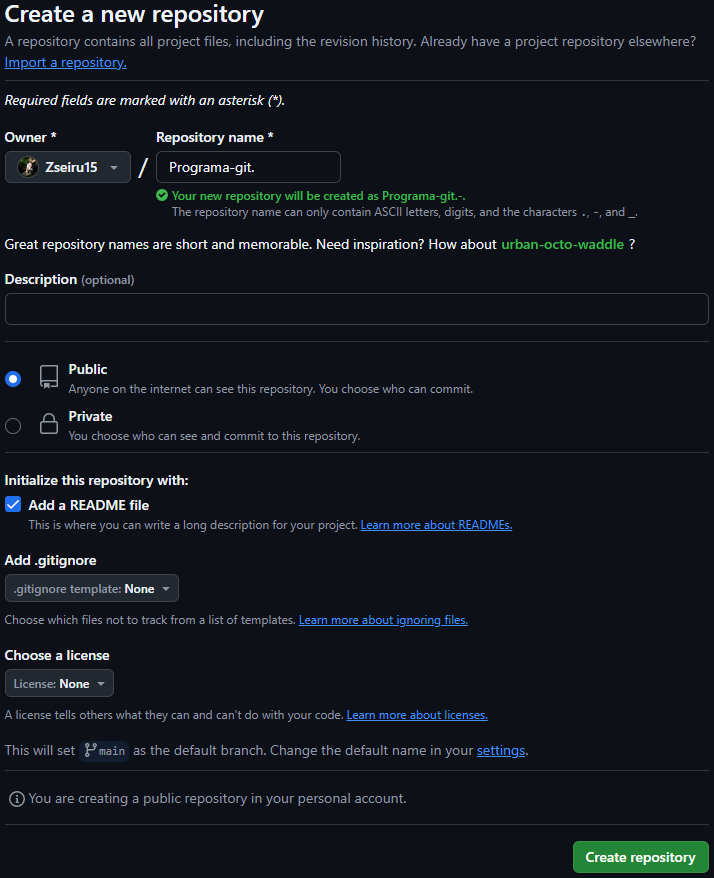 Create a new repository
A repository contains all project files, including the revision history. Already have a project repository elsewhere?
Import a repository.
Required fields are marked with an asterisk (*).
Owner * Repository name *
Zseiru15 / Programa-git.
Your new repository will be created as Programa-git.-.
The repository name can only contain ASCII letters, digits, and the characters ., -, and _.
Great repository names are short and memorable. Need inspiration? How about urban-octo-waddle ?
Description (optional)
Public
Anyone on the internet can see this repository. You choose who can commit.
Private
You choose who can see and commit to this repository.
Initialize this repository with:
Add a README file
This is where you can write a long description for your project. Learn more about READMEs.
Add .gitignore
.gitignore template: None
Choose which files not to track from a list of templates. Learn more about ignoring files.
Choose a license
License: None
A license tells others what they can and can't do with your code. Learn more about licenses.
This will set main as the default branch. Change the default name in your settings.
You are creating a public repository in your personal account.
Create repository